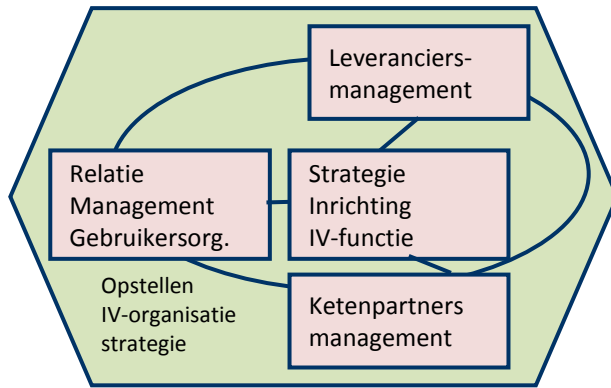 Leveranciers-
management
Relatie
Management
Gebruikersorg.
Strategie
Inrichting
IV-functie
Opstellen
IV-organisatie
strategie
Ketenpartners
management